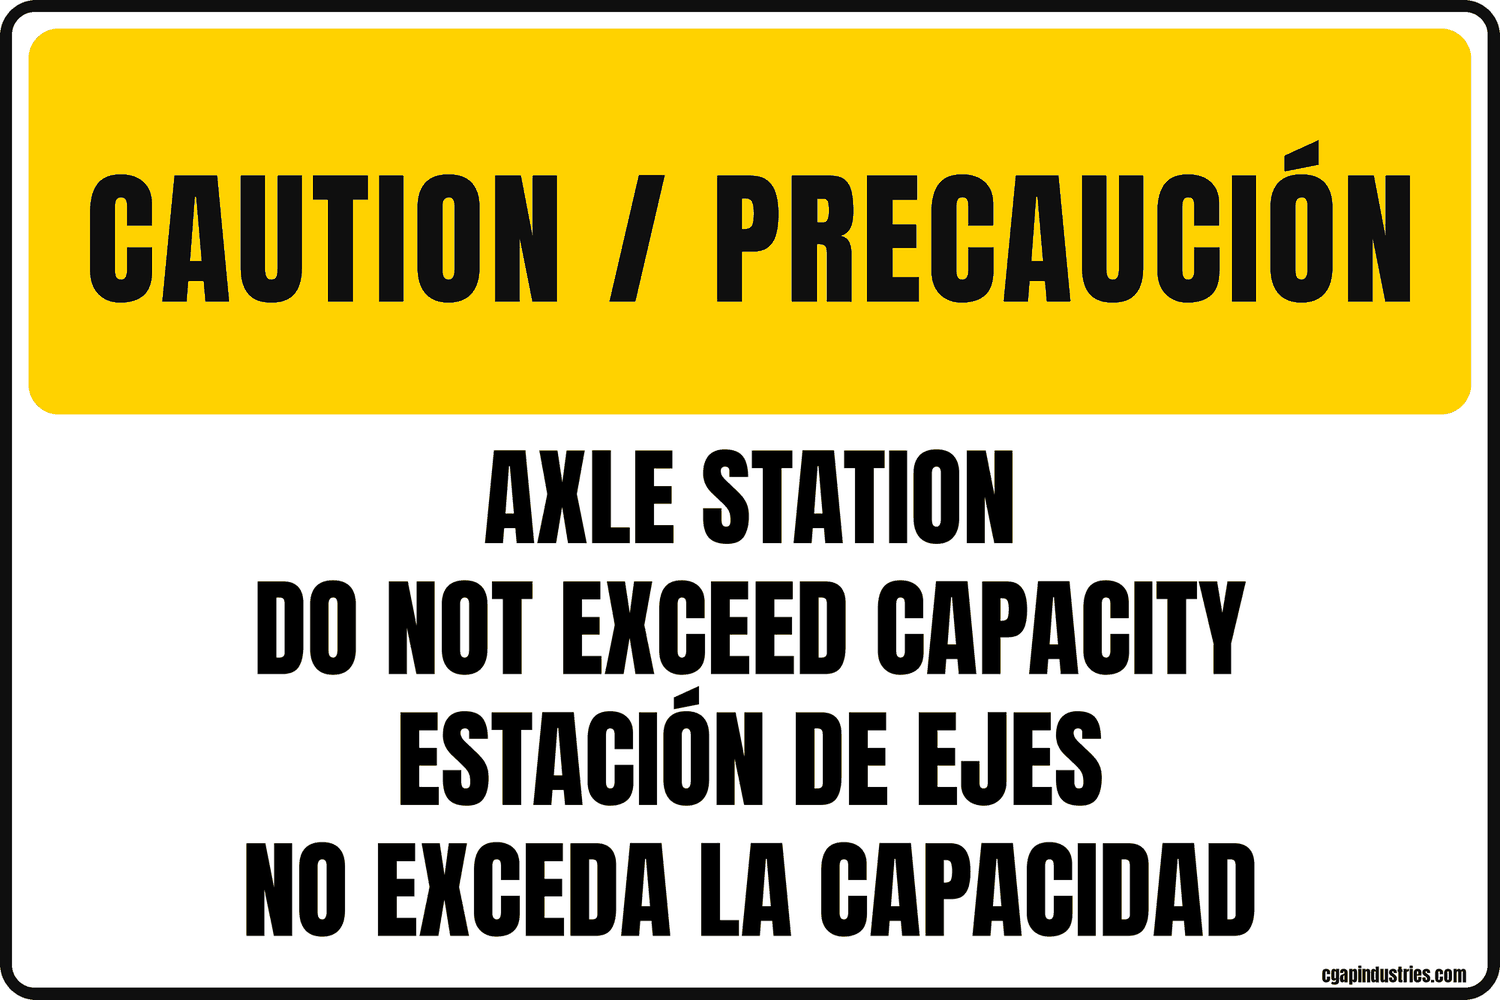 CAUTION / PRECAUCIÓN
AXLE STATION
DO NOT EXCEED CAPACITY
ESTACIÓN DE EJES
NO EXCEDA LA CAPACIDAD
cgapindustries.com